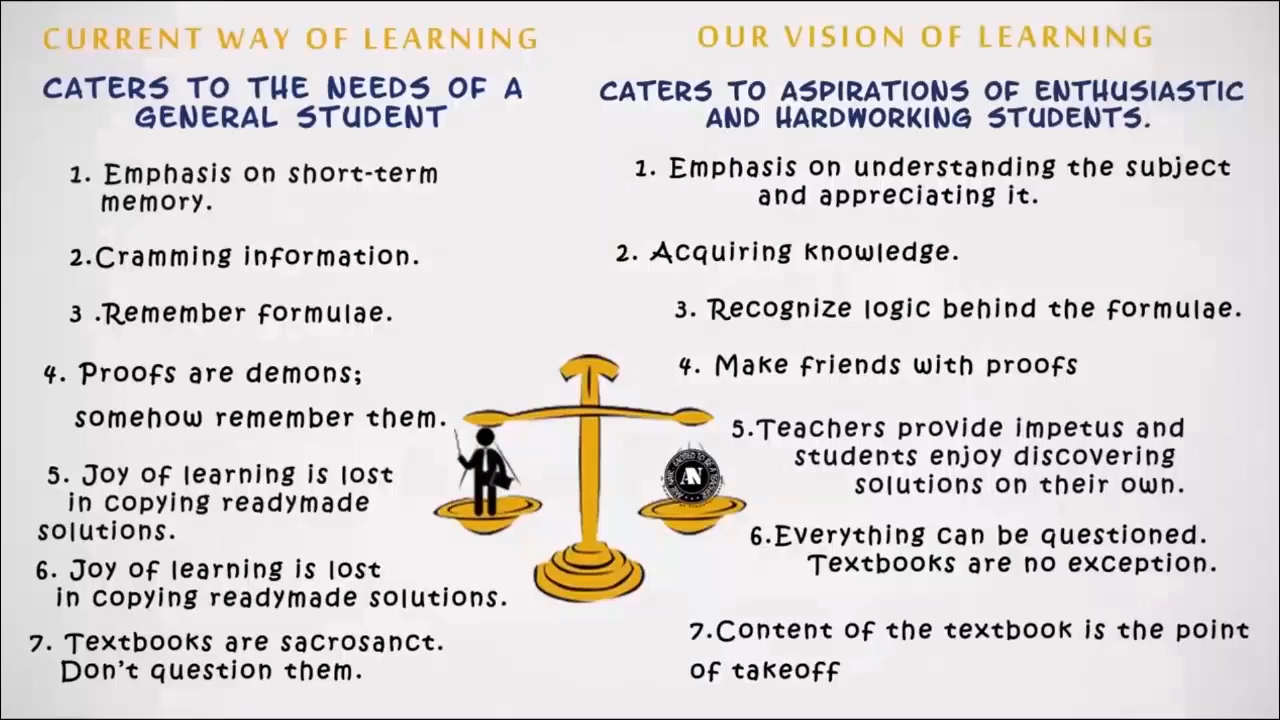 CURRENT WAY OF LEARNING
CATERS TO THE NEEDS OF A
GENERAL STUDENT
1. Emphasis on short-term
memory.
2.Cramming information.
3 .Remember formulae.
4. Proofs are demons;
somehow remember them.
5. Joy of learning is lost
in copying readymade
solutions.
6. Joy of learning is lost
in copying readymade solutions.
7. Textbooks are sacrosanct.
Don't question them.
OUR VISION OF LEARNING
CATERS TO ASPIRATIONS OF ENTHUSIASTIC
AND HARDWORKING STUDENTS.
1. Emphasis on understanding the subject
and appreciating it.
2. Acquiring knowledge.
3. Recognize logic behind the formulae.
4. Make friends with proofs
5.Teachers provide impetus and
students enjoy discovering
solutions on their own.
6.Everything can be questioned.
Textbooks are no exception.
7.Content of the textbook is the point
of takeoff
AN